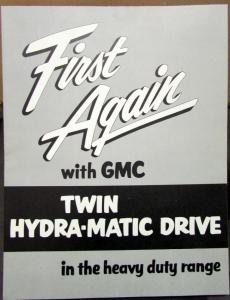 First
Again
with GMC
TWIN
HYDRA-MATIC DRIVE
in the heavy duty range